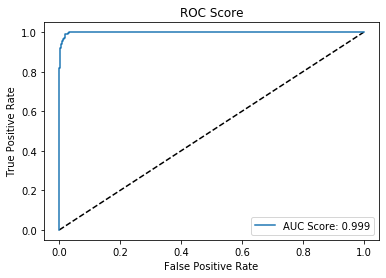 ROC Score
1.0
0.8
0.6
0.4
0.2
0.0
True Positive Rate
AUC Score: 0.999
0.0 0.2 0.4 0.6 0.8 1.0
False Positive Rate